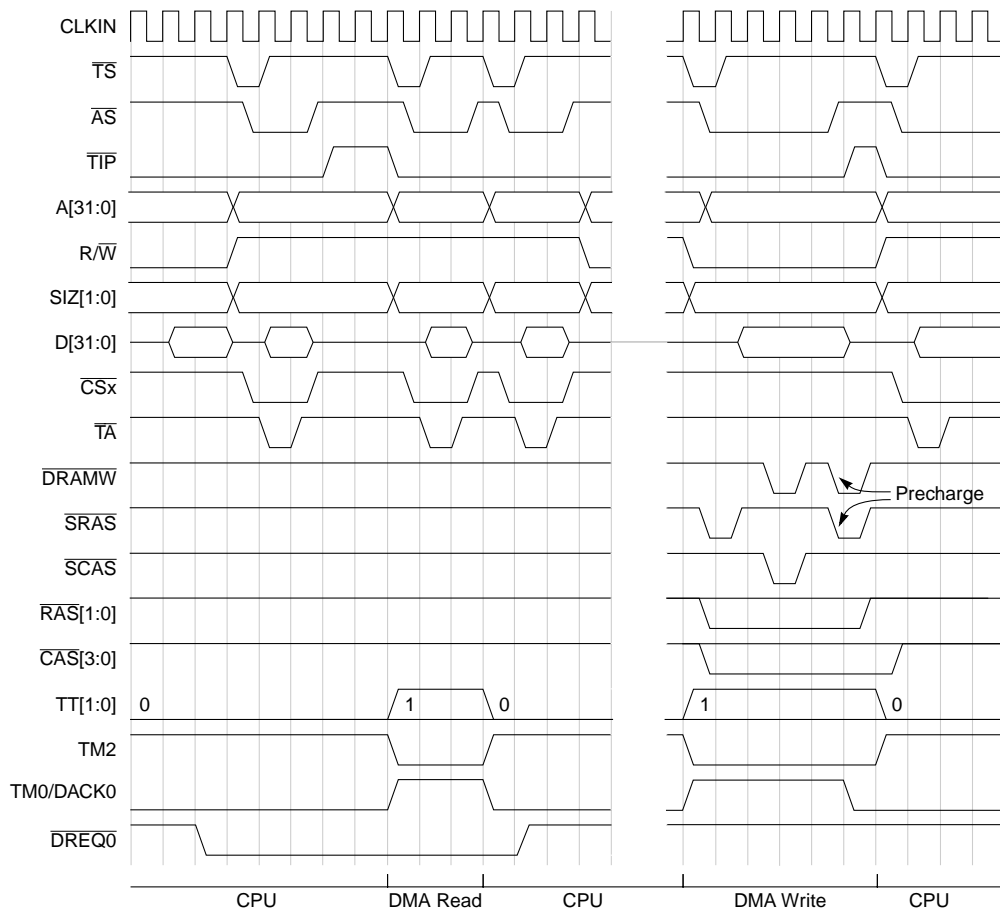 CLKIN
TS
AS
TIP
A[31:0]
R/W
SIZ[1:0]
D[31:0]
CSx
TA
DRAMW
Precharge
SRAS
SCAS
RAS[1:0]
CAS[3:0]
TT[1:0] 0 1 0 1 0
TM2
TM0/DACK0
DREQ0
CPU DMA Read CPU DMA Write CPU